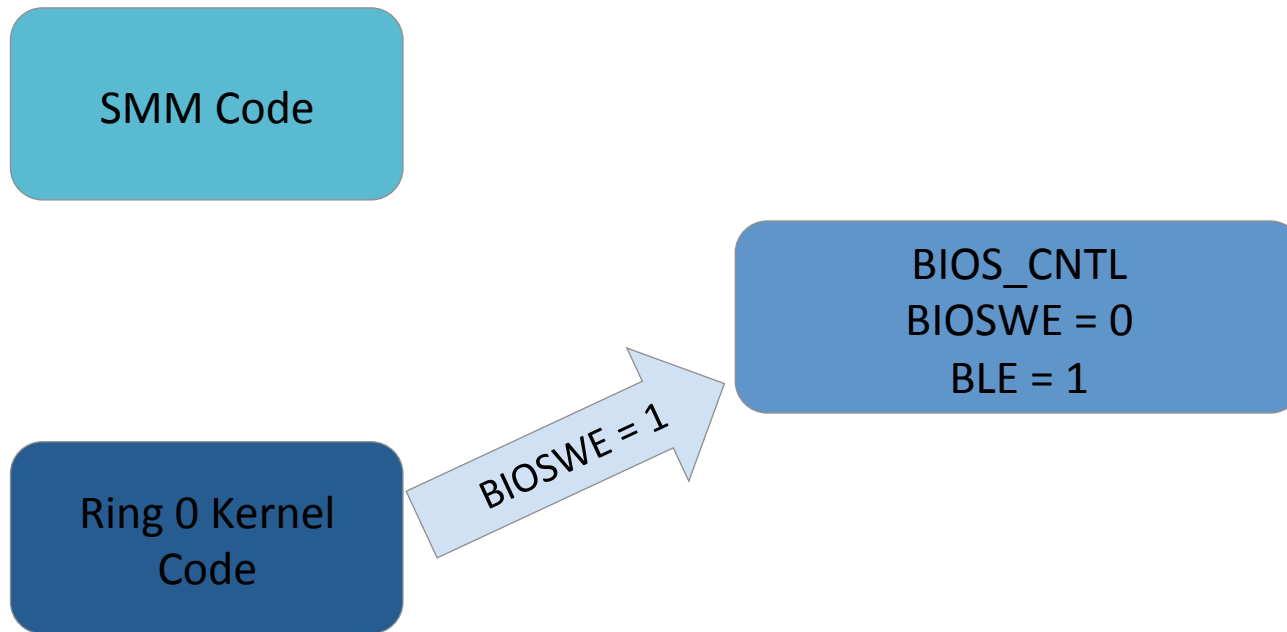 SMM Code
BIOS_CNTL
BIOSWE = 0
BLE = 1
BIOSWE = 1
Ring 0 Kernel
Code